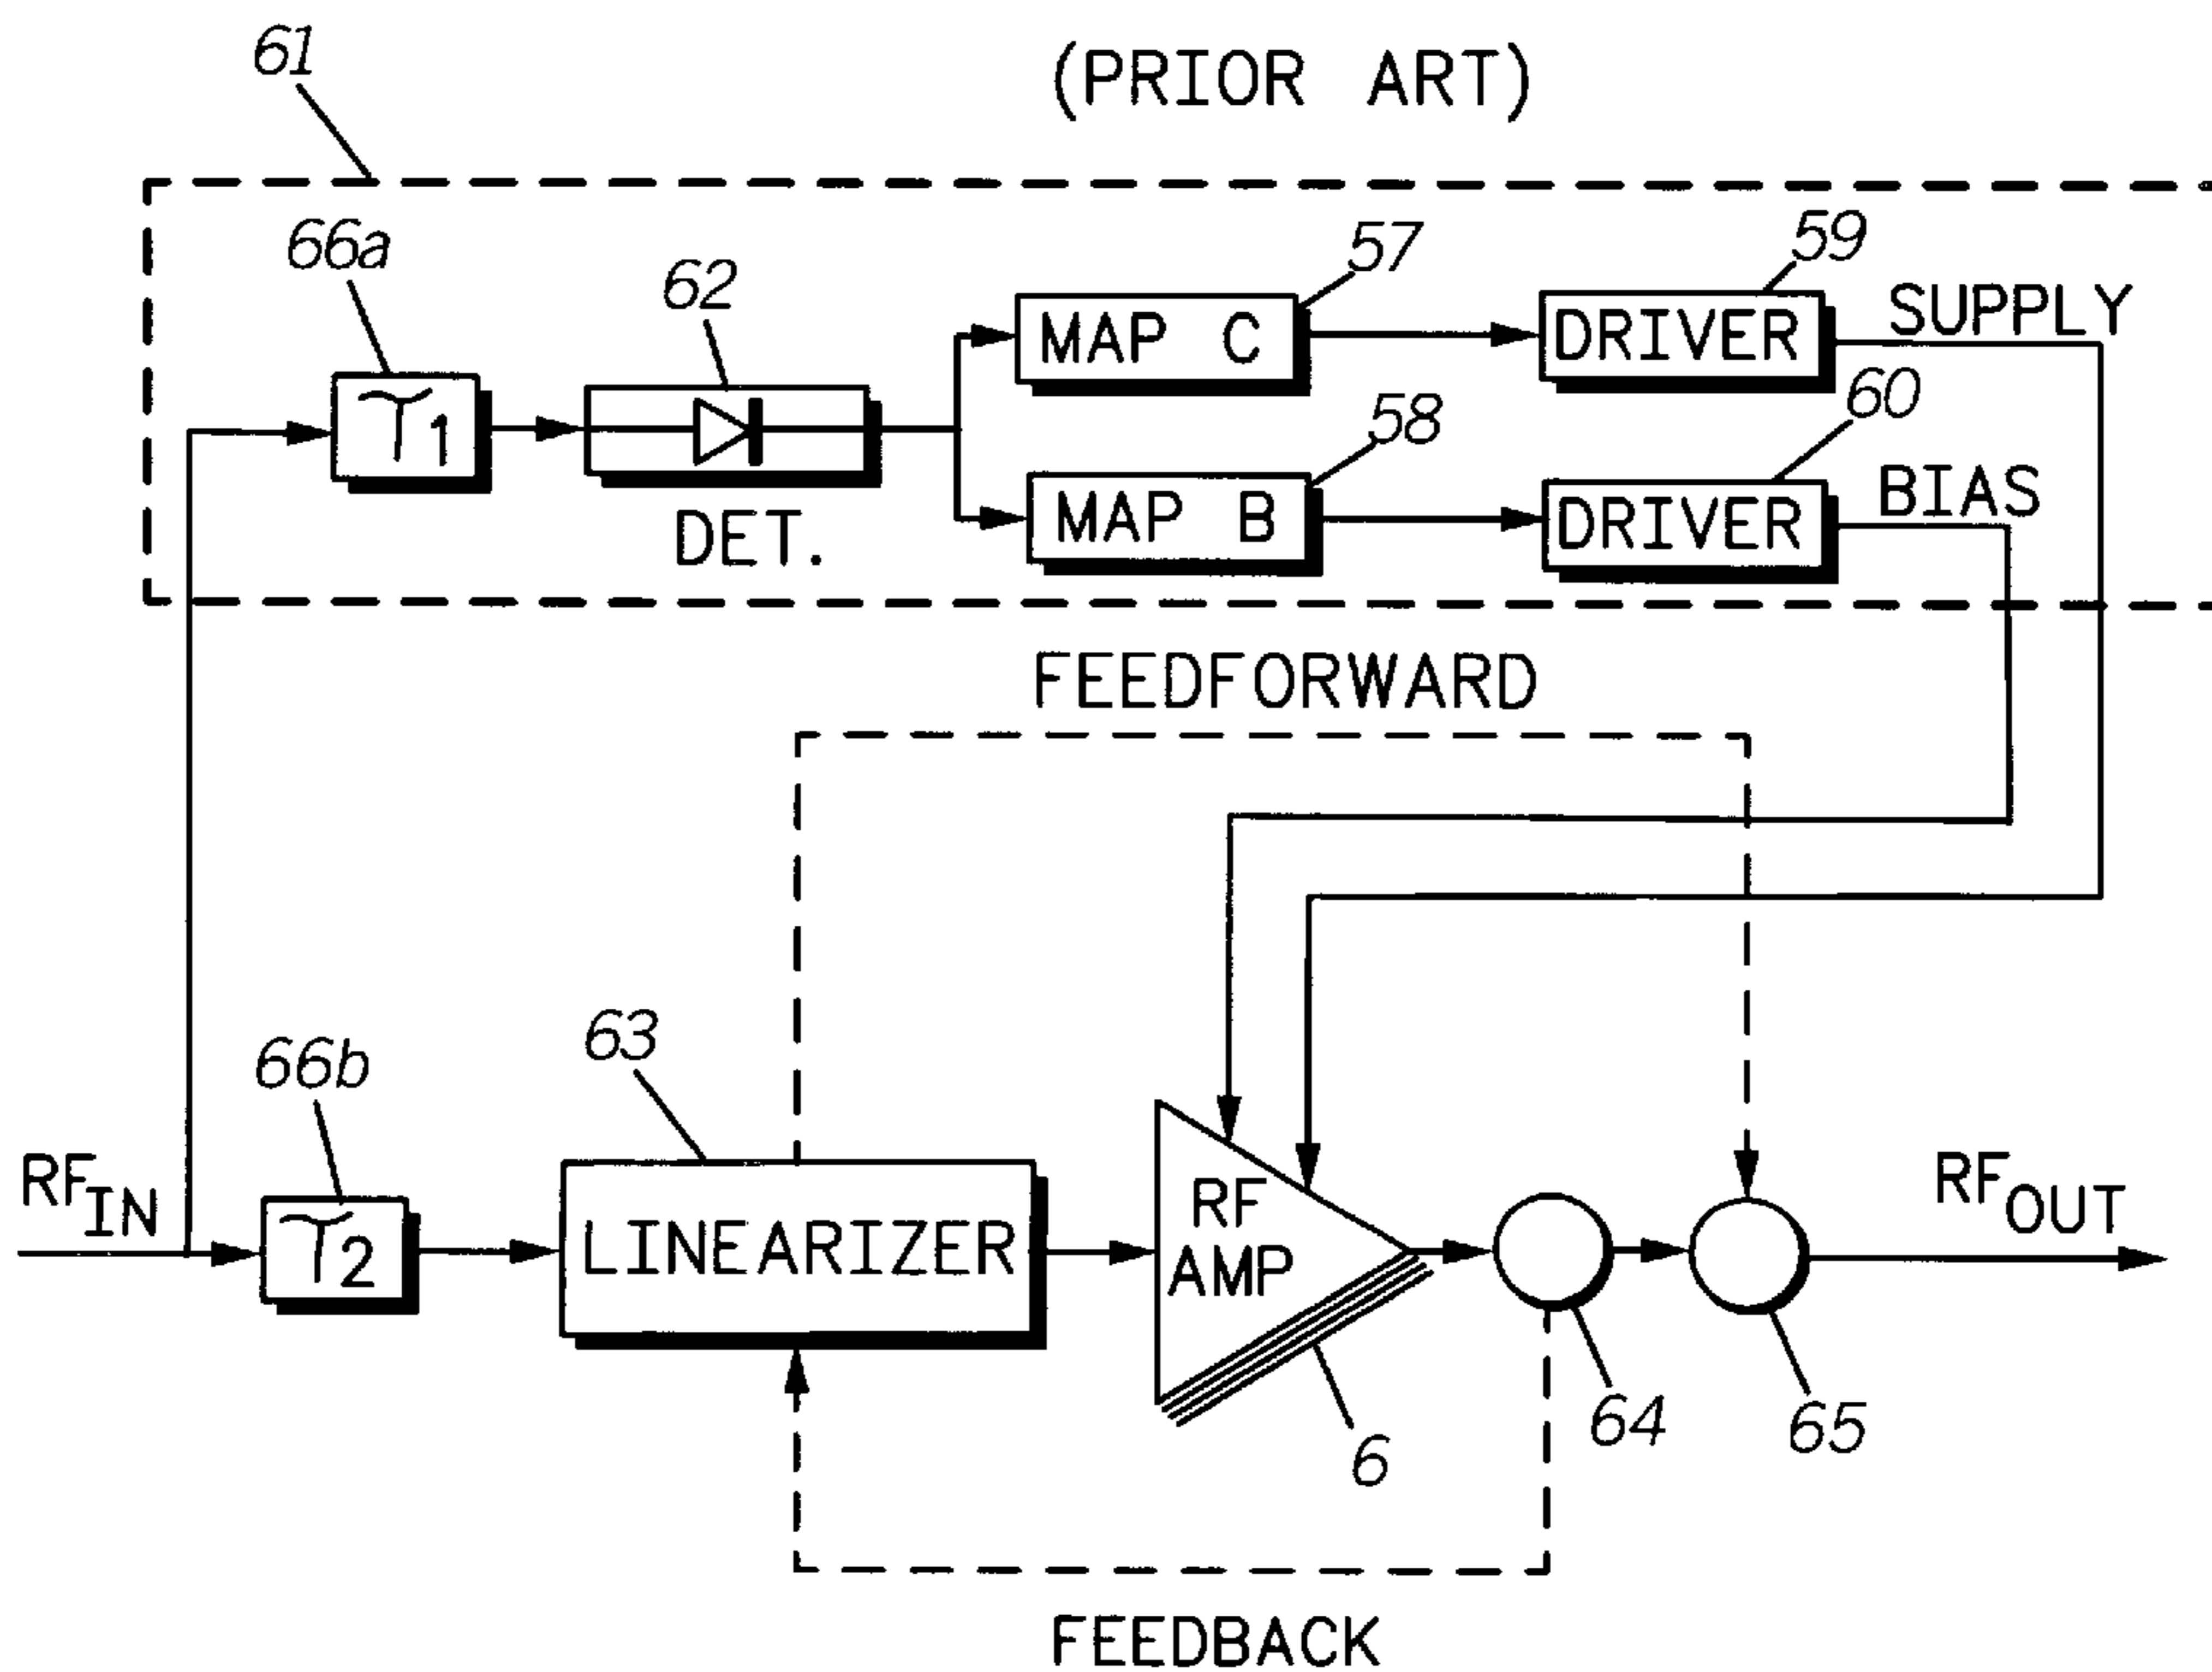 61
(PRIOR ART)
66a
62
57
59
MAP C
DRIVER
SUPPLY
τ1
58
60
MAP B
DRIVER
BIAS
DET.
FEEDFORWARD
63
66b
RFIN
τ2
LINEARIZER
RF
AMP
RFOUT
64
65
6
FEEDBACK